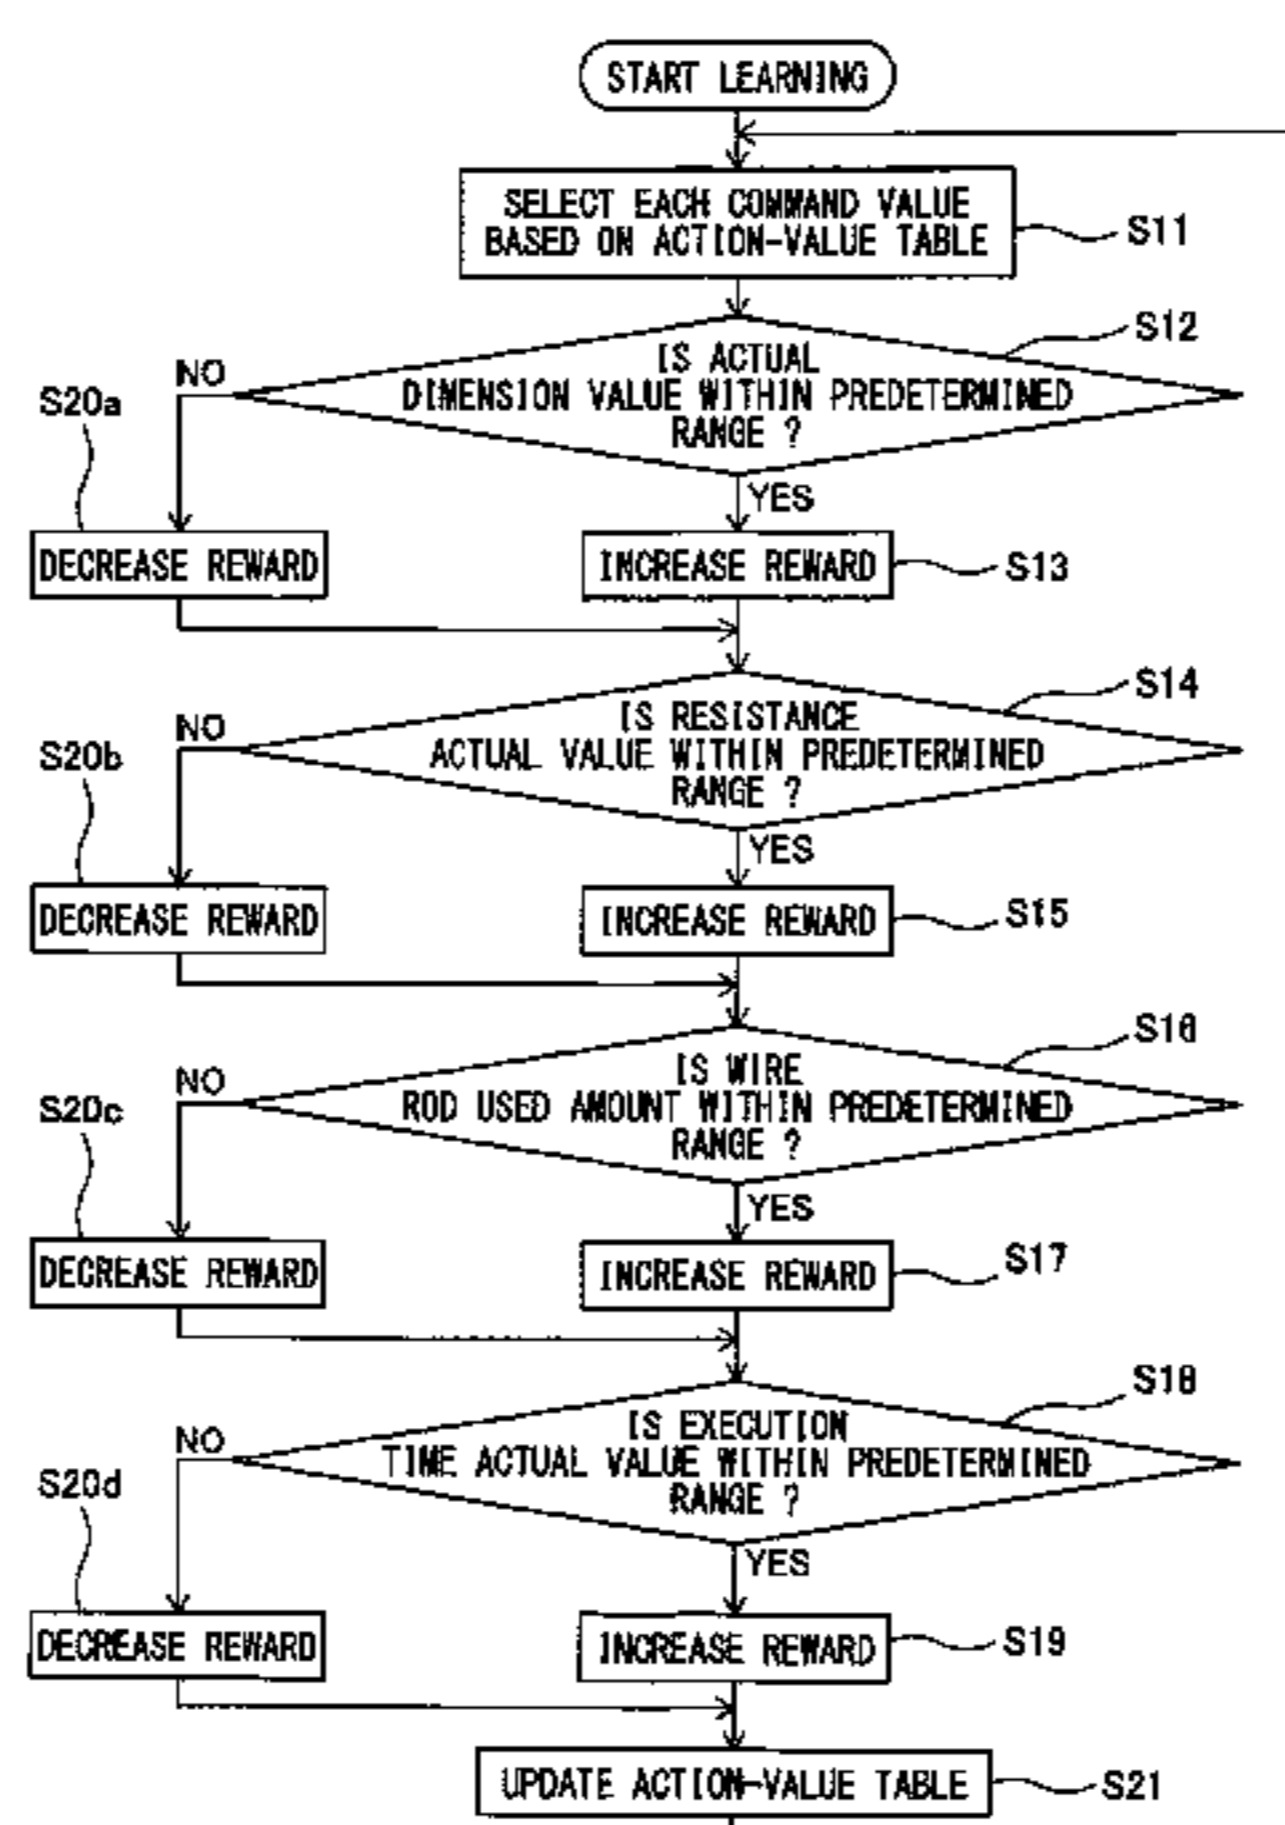 START LEARNING
SELECT EACH COMMAND VALUE
BASED ON ACTION-VALUE TABLE
S11
S12
IS ACTUAL
DIMENSION VALUE WITHIN PREDETERMINED
RANGE ?
NO
S20a
YES
DECREASE REWARD
INCREASE REWARD
S13
S14
IS RESISTANCE
ACTUAL VALUE WITHIN PREDETERMINED
RANGE ?
NO
S20b
YES
DECREASE REWARD
INCREASE REWARD
S15
S16
IS WIRE
ROD USED AMOUNT WITHIN PREDETERMINED
RANGE ?
NO
S20c
YES
DECREASE REWARD
INCREASE REWARD
S17
S18
IS EXECUTION
TIME ACTUAL VALUE WITHIN PREDETERMINED
RANGE ?
NO
S20d
YES
DECREASE REWARD
INCREASE REWARD
S19
UPDATE ACTION-VALUE TABLE
S21